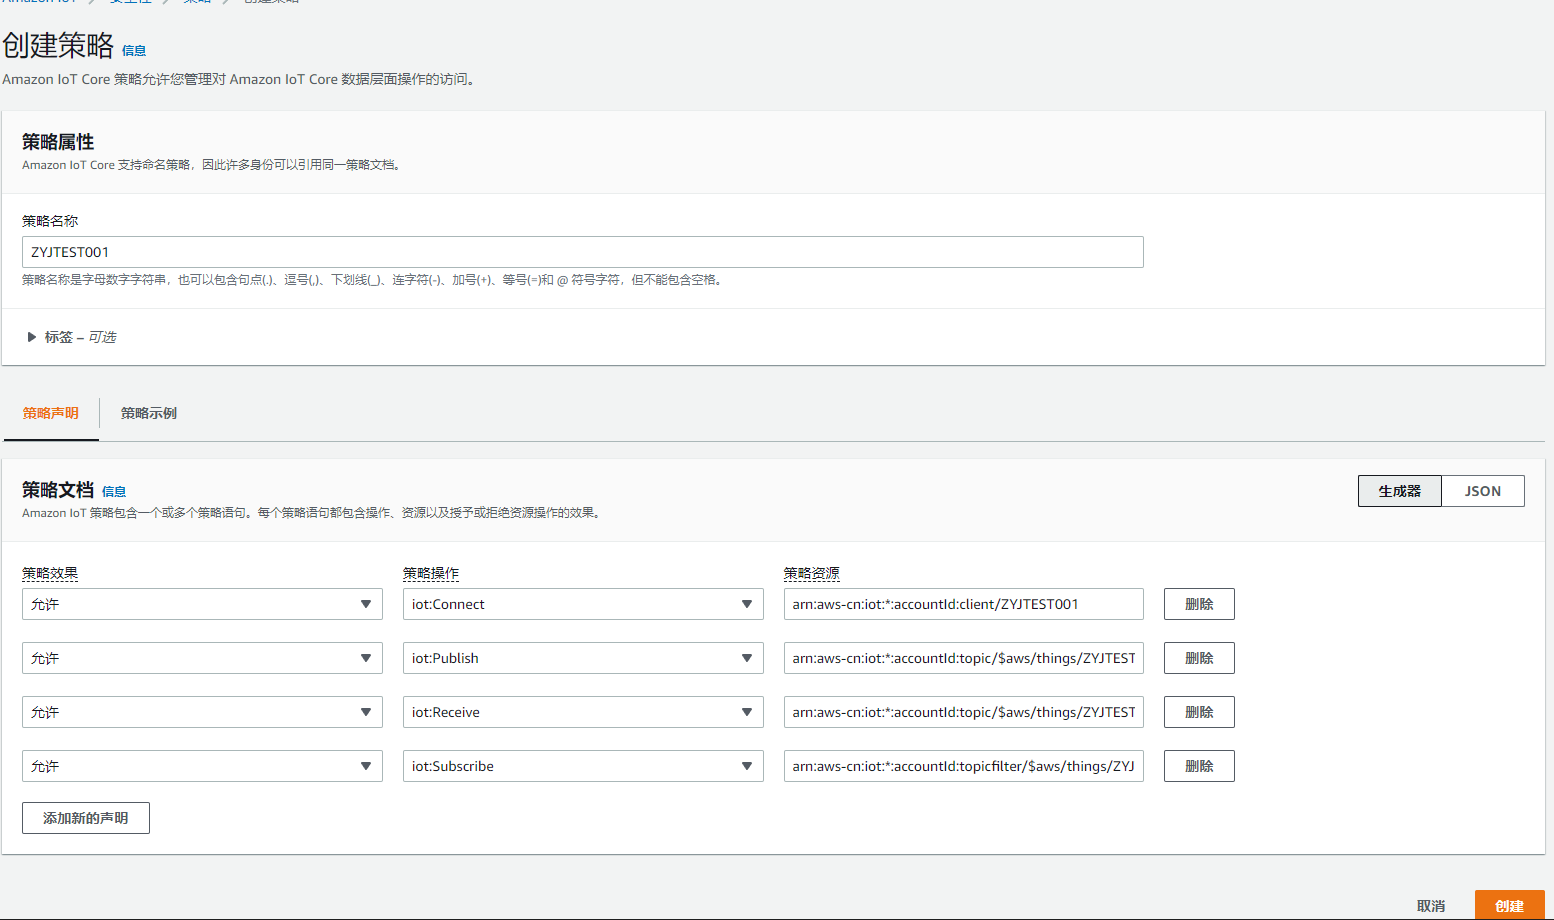 Amazon IoT > 安全性 > 策略 > 创建策略
创建策略 信息
Amazon IoT Core 策略允许您管理对 Amazon IoT Core 数据层面操作的访问。
策略属性
Amazon IoT Core 支持命名策略，因此许多身份可以引用同一策略文档。
策略名称
ZYJTEST001
策略名称是字母数字字符串，也可以包含句点(.)、逗号(,)、下划线(_)、连字符(-)、加号(+)、等号(=)和 @ 符号字符，但不能包含空格。
标签 – 可选
策略声明 策略示例
策略文档 信息 生成器 JSON
Amazon IoT 策略包含一个或多个策略语句。每个策略语句都包含操作、资源以及授予或拒绝资源操作的效果。
策略效果 策略操作 策略资源
允许 iot:Connect arn:aws-cn:iot:*:accountId:client/ZYJTEST001 删除
允许 iot:Publish arn:aws-cn:iot:*:accountId:topic/$aws/things/ZYJTEST 删除
允许 iot:Receive arn:aws-cn:iot:*:accountId:topic/$aws/things/ZYJTEST 删除
允许 iot:Subscribe arn:aws-cn:iot:*:accountId:topicfilter/$aws/things/ZYJ 删除
添加新的声明
取消 创建